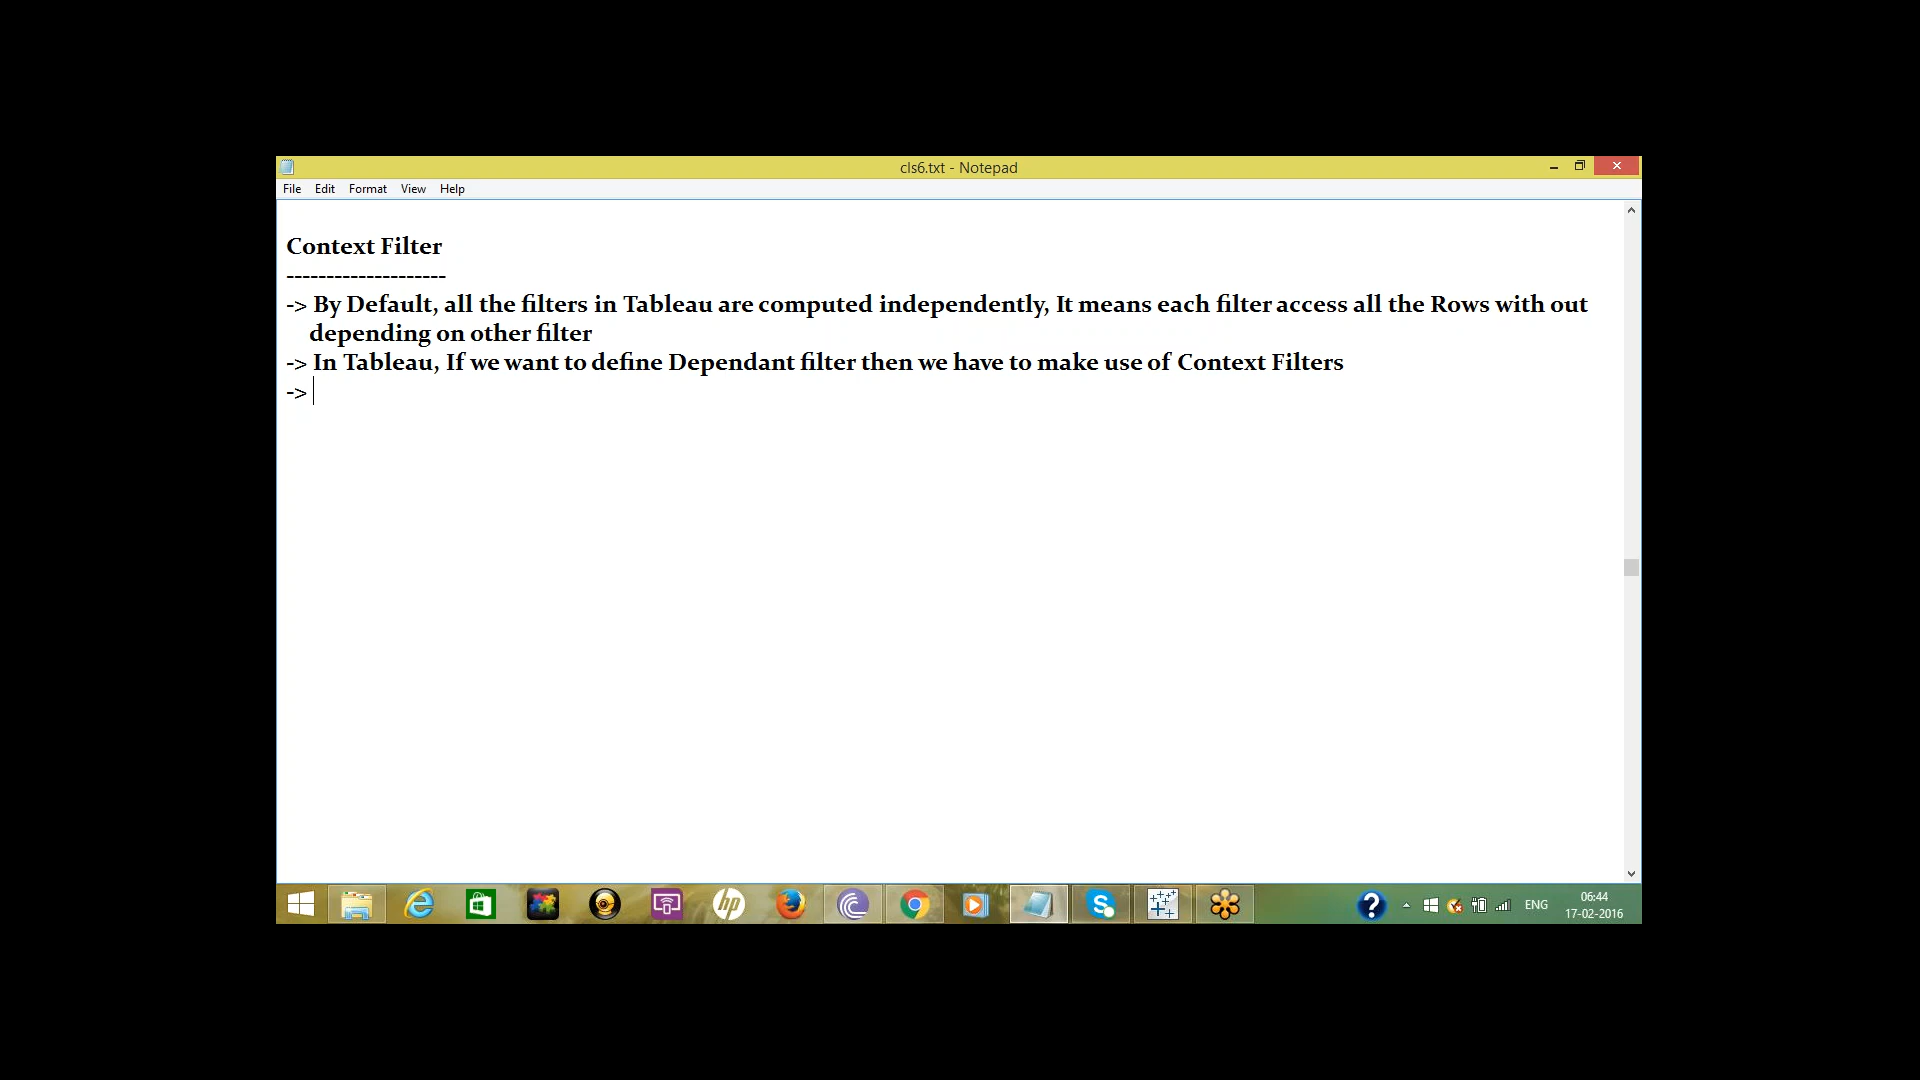 cls6.txt - Notepad
File Edit Format View Help
Context Filter
--------------------
-> By Default, all the filters in Tableau are computed independently, It means each filter access all the Rows with out
depending on other filter
-> In Tableau, If we want to define Dependant filter then we have to make use of Context Filters
->
hp
ENG
06:44
17-02-2016